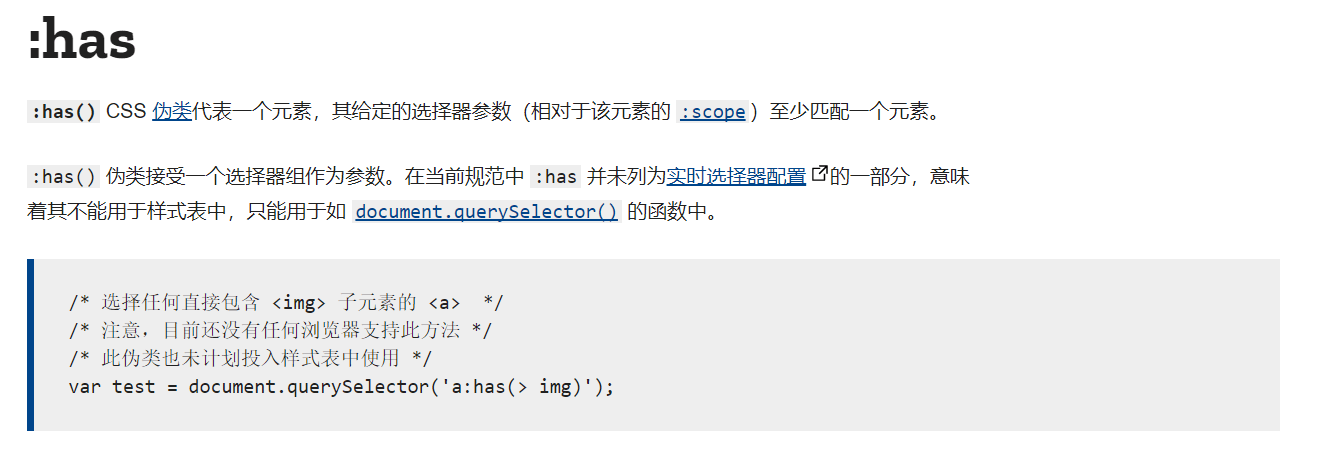 :has
:has() CSS 伪类代表一个元素，其给定的选择器参数（相对于该元素的 :scope）至少匹配一个元素。
:has() 伪类接受一个选择器组作为参数。在当前规范中 :has 并未列为实时选择器配置的一部分，意味
着其不能用于样式表中，只能用于如 document.querySelector() 的函数中。
/* 选择任何直接包含 <img> 子元素的 <a>  */
/* 注意，目前还没有任何浏览器支持此方法 */
/* 此伪类也未计划投入样式表中使用 */
var test = document.querySelector('a:has(> img)');